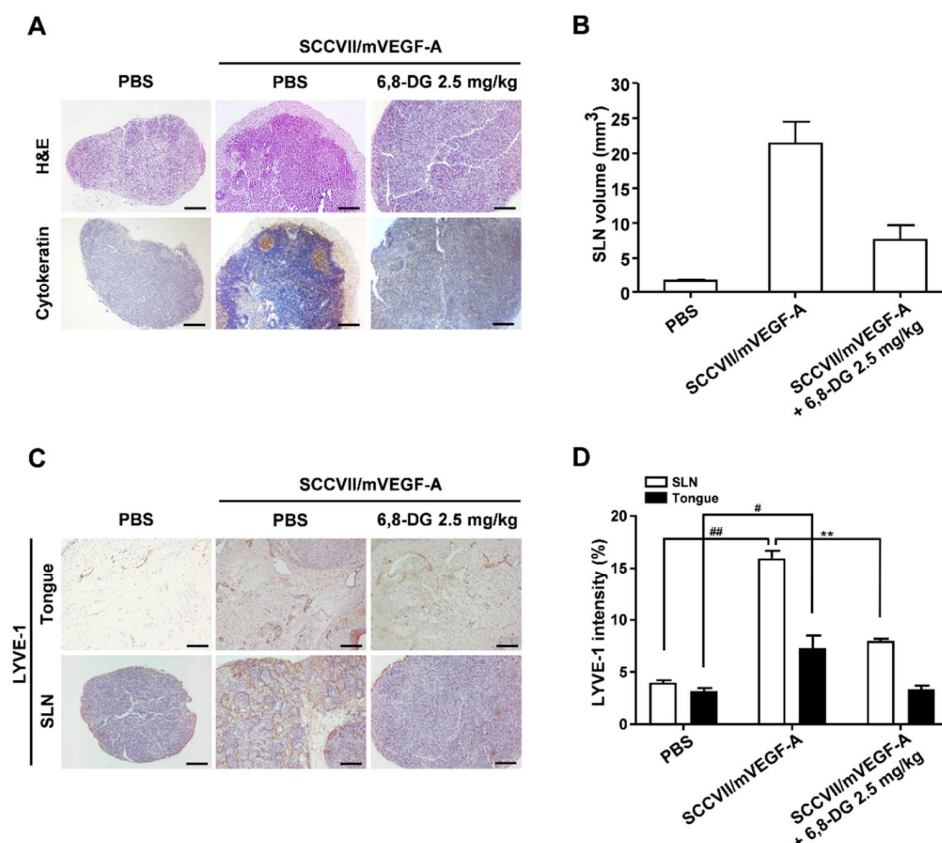 A
SCCVII/mVEGF-A
PBS
PBS
6,8-DG 2.5 mg/kg
H&E
Cytokeratin
B
SLN volume (mm3)
30
25
20
15
10
5
0
PBS
SCCVII/mVEGF-A
SCCVII/mVEGF-A
+ 6,8-DG 2.5 mg/kg
C
SCCVII/mVEGF-A
PBS
PBS
6,8-DG 2.5 mg/kg
LYVE-1
Tongue
SLN
D
SLN
Tongue
LYVE-1 intensity (%)
20
15
10
5
0
#
##
**
PBS
SCCVII/mVEGF-A
SCCVII/mVEGF-A
+ 6,8-DG 2.5 mg/kg